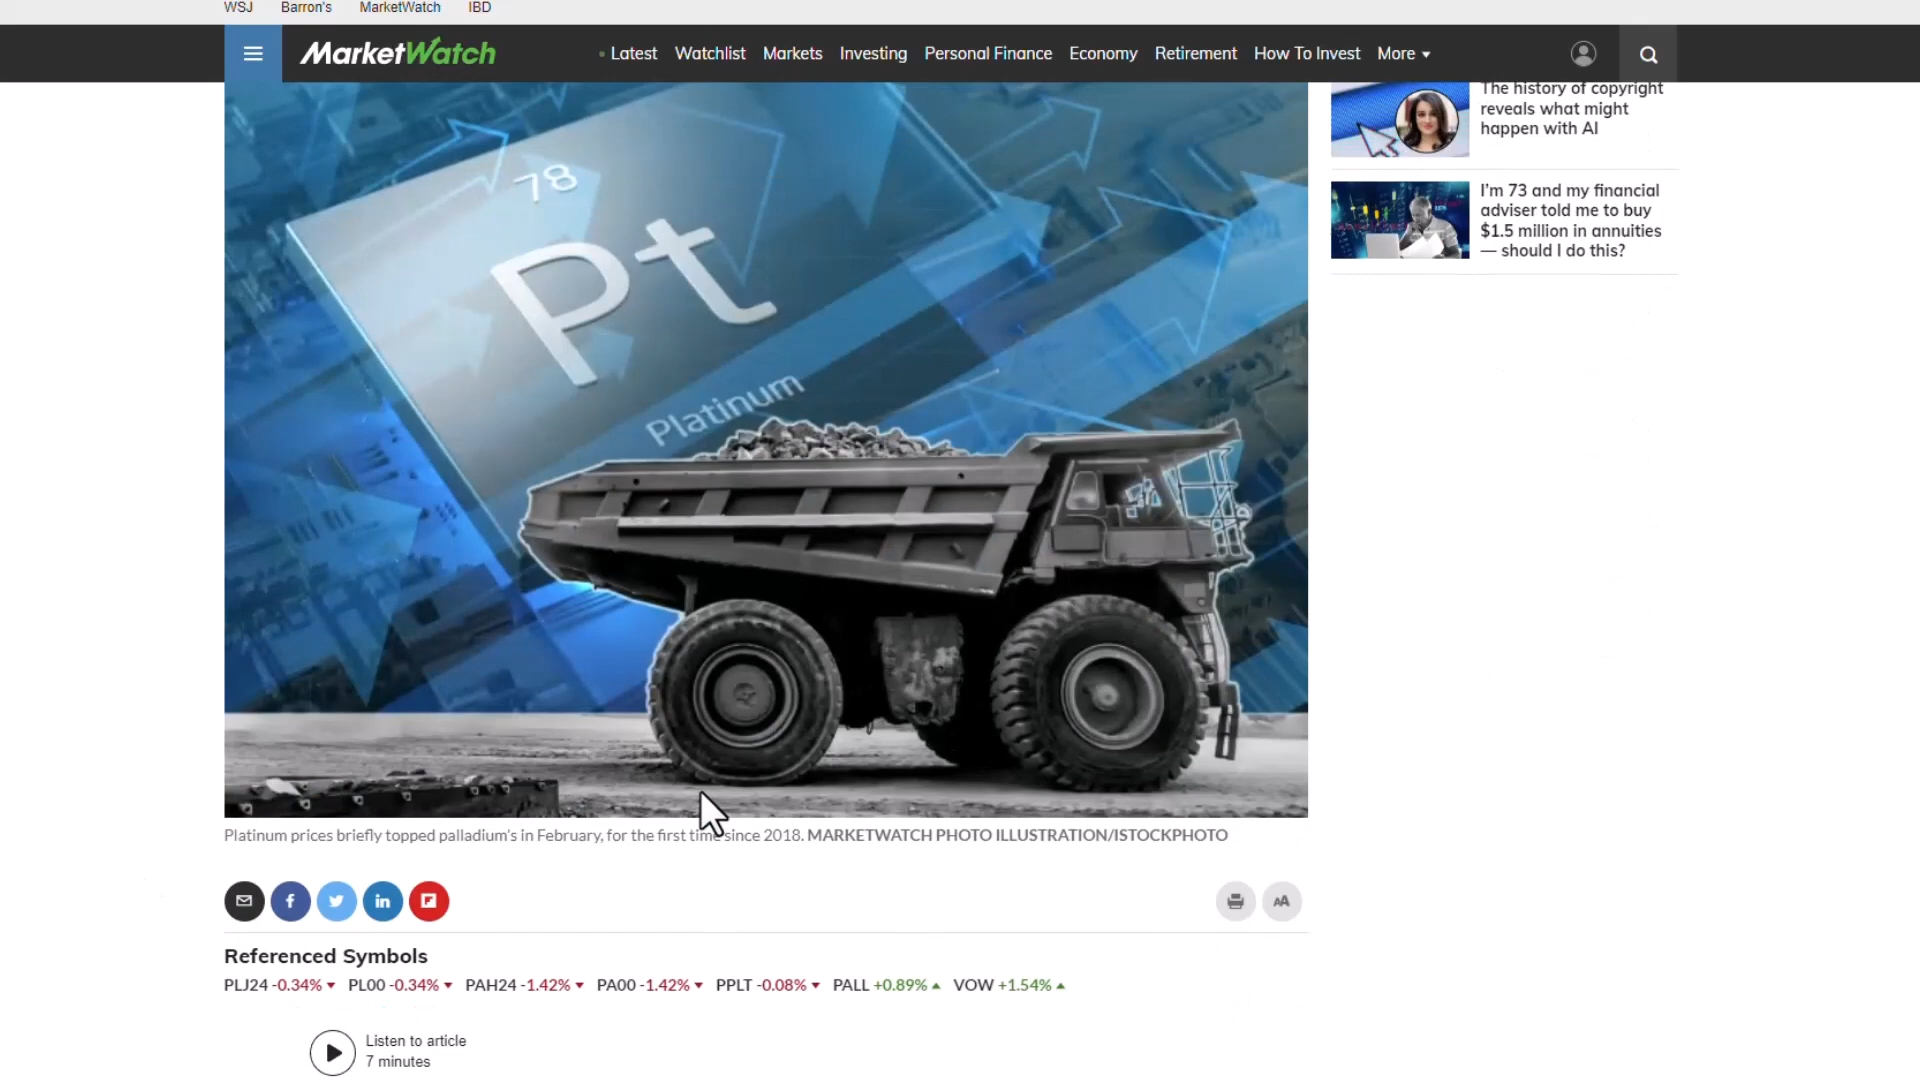 WSJ Barron's MarketWatch IBD
MarketWatch
Latest Watchlist Markets Investing Personal Finance Economy Retirement How To Invest More
The history of copyright
reveals what might
happen with AI
I'm 73 and my financial
adviser told me to buy
$1.5 million in annuities
— should I do this?
78
Pt
Platinum
Platinum prices briefly topped palladium's in February, for the first time since 2018. MARKETWATCH PHOTO ILLUSTRATION/ISTOCKPHOTO
f in AA
Referenced Symbols
PLJ24 -0.34% PL00 -0.34% PAH24 -1.42% PA00 -1.42% PPLT -0.08% PALL +0.89% VOW +1.54%
Listen to article
7 minutes